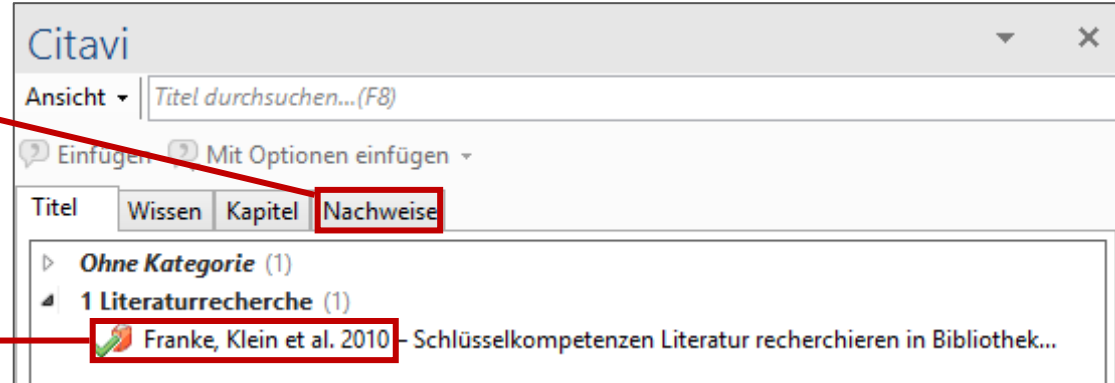 Citavi
Ansicht Titel durchsuchen...(F8)
Einfügen Mit Optionen einfügen
Titel Wissen Kapitel Nachweise
Ohne Kategorie (1)
1 Literaturrecherche (1)
Franke, Klein et al. 2010 – Schlüsselkompetenzen Literatur recherchieren in Bibliothek...